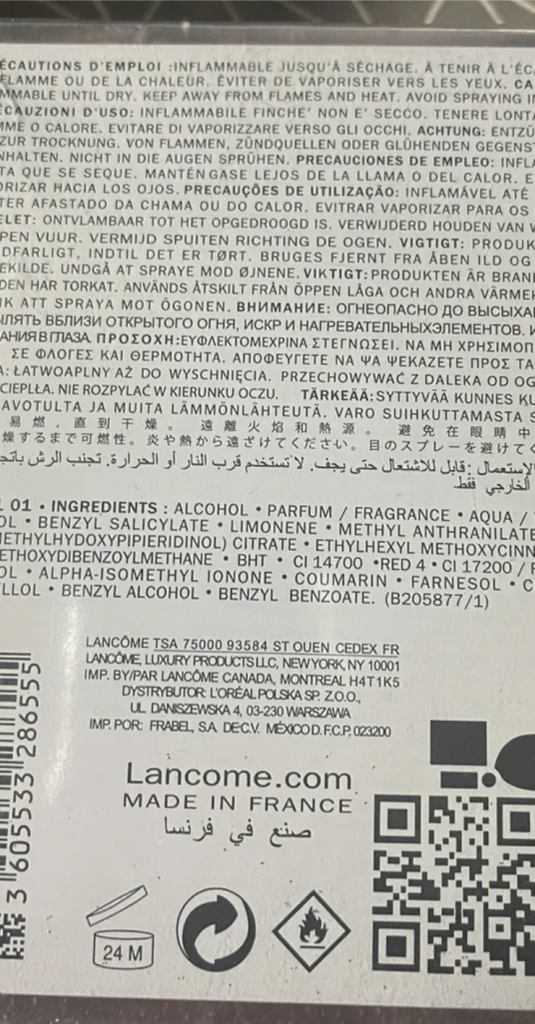 ÉCAUTIONS D'EMPLOI :INFLAMMABLE JUSQU'À SÉCHAGE. À TENIR À L'ÉC
FLAMME OU DE LA CHALEUR. ÉVITER DE VAPORISER VERS LES YEUX. CA
MMABLE UNTIL DRY. KEEP AWAY FROM FLAMES AND HEAT. AVOID SPRAYING I
ÉCAUZIONI D'USO: INFLAMMABILE FINCHE' NON E' SECCO. TENERE LONT
MME O CALORE. EVITARE DI VAPORIZZARE VERSO GLI OCCHI. ACHTUNG: ENTZÜ
ZUR TROCKNUNG. VON FLAMMEN, ZÜNDQUELLEN ODER GLÜHENDEN GEGENS
NHALTEN. NICHT IN DIE AUGEN SPRÜHEN. PRECAUCIONES DE EMPLEO: INFL
TA QUE SE SEQUE. MANTÉNGASE LEJOS DE LA LLAMA O DEL CALOR. E
ORIZAR HACIA LOS OJOS. PRECAUÇÕES DE UTILIZAÇÃO: INFLAMÁVEL ATÉ
TER AFASTADO DA CHAMA OU DO CALOR. EVITRAR VAPORIZAR PARA OS
ELET: ONTVLAMBAAR TOT HET OPGEDROOGD IS. VERWIJDERD HOUDEN VAN
PEN VUUR. VERMIJD SPUITEN RICHTING DE OGEN. VIGTIGT: PRODUK
DFARLIGT, INDTIL DET ER TØRT. BRUGES FJERNT FRA ÅBEN ILD OG
EKILDE. UNDGÅ AT SPRAYE MOD ØJNENE. VIKTIGT: PRODUKTEN ÄR BRAN
DEN HAR TORKAT. ANVÄNDS ÅTSKILT FRÅN ÖPPEN LÅGA OCH ANDRA VÄRME
IK ATT SPRAYA MOT ÖGONEN. ВНИМАНИЕ: ОГНЕОПАСНО ДО ВЫСЫХА
ЫЛЯТЬ ВБЛИЗИ ОТКРЫТОГО ОГНЯ, ИСКР И НАГРЕВАТЕЛЬНЫХЭЛЕМЕНТОВ. И
АНИЯ В ГЛАЗА. ΠΡΟΣΟΧΗ:ΕΥΦΛΕΚΤΟΜΕΧΡΙΝΑ ΣΤΕΓΝΩΣΕΙ. ΝΑ ΜΗ ΧΡΗΣΙΜΟΠ
ΣΕ ΦΛΟΓΕΣ ΚΑΙ ΘΕΡΜΟΤΗΤΑ. ΑΠΟΦΕΥΓΕΤΕ ΝΑ ΨΑ ΨΕΚΑΖΕΤΕ ΠΡΟΣ ΤΑ
A: ŁATWOAPLNY AŻ DO WYSCHNIĘCIA. PRZECHOWYWAĆ Z DALEKA OD OG
CIEPŁŁA. NIE ROZPYLAĆ W KIERUNKU OCZU. TÄRKEÄÄ: SYTTYVÄÄ KUNNES KU
AVOTULTA JA MUITA LÄMMÖNLÄHTEUTÄ. VARO SUIHKUTTAMASTA S
易燃，直到干燥。 遠離火焰和熱源。 避免在眼睛中
燥するまで可燃性。炎や熱から遠ざけてください。目のスプレーを避けてく
الإستعمال :قابل للاشتعال حتى يجف. لا تستخدم قرب النار أو الحرارة. تجنب الرش باتج
الخارجي فقط
L 01 • INGREDIENTS : ALCOHOL • PARFUM / FRAGRANCE • AQUA /
OL • BENZYL SALICYLATE • LIMONENE • METHYL ANTHRANILATE
METHYLHYDOXYPIPIERIDINOL) CITRATE • ETHYLHEXYL METHOXYCINN
ETHOXYDIBENZOYLMETHANE • BHT • CI 14700 •RED 4 • CI 17200 / R
OL • ALPHA-ISOMETHYL IONONE • COUMARIN • FARNESOL • C
LLOL • BENZYL ALCOHOL • BENZYL BENZOATE. (B205877/1)
LANCÔME TSA 75000 93584 ST OUEN CEDEX FR
LANCÔME, LUXURY PRODUCTS LLC, NEW YORK, NY 10001
IMP. BY/PAR LANCÔME CANADA, MONTREAL H4T1K5
DYSTRYBUTOR: L'ORÉAL POLSKA SP. Z.O.O.,
UL. DANISZEWSKA 4, 03-230 WARSZAWA
IMP. POR: FRABEL, S.A. DE C.V. MÉXICO D.F.C.P. 023200
Lancome.com
MADE IN FRANCE
صنع في فرنسا
3 605533 286555
24 M